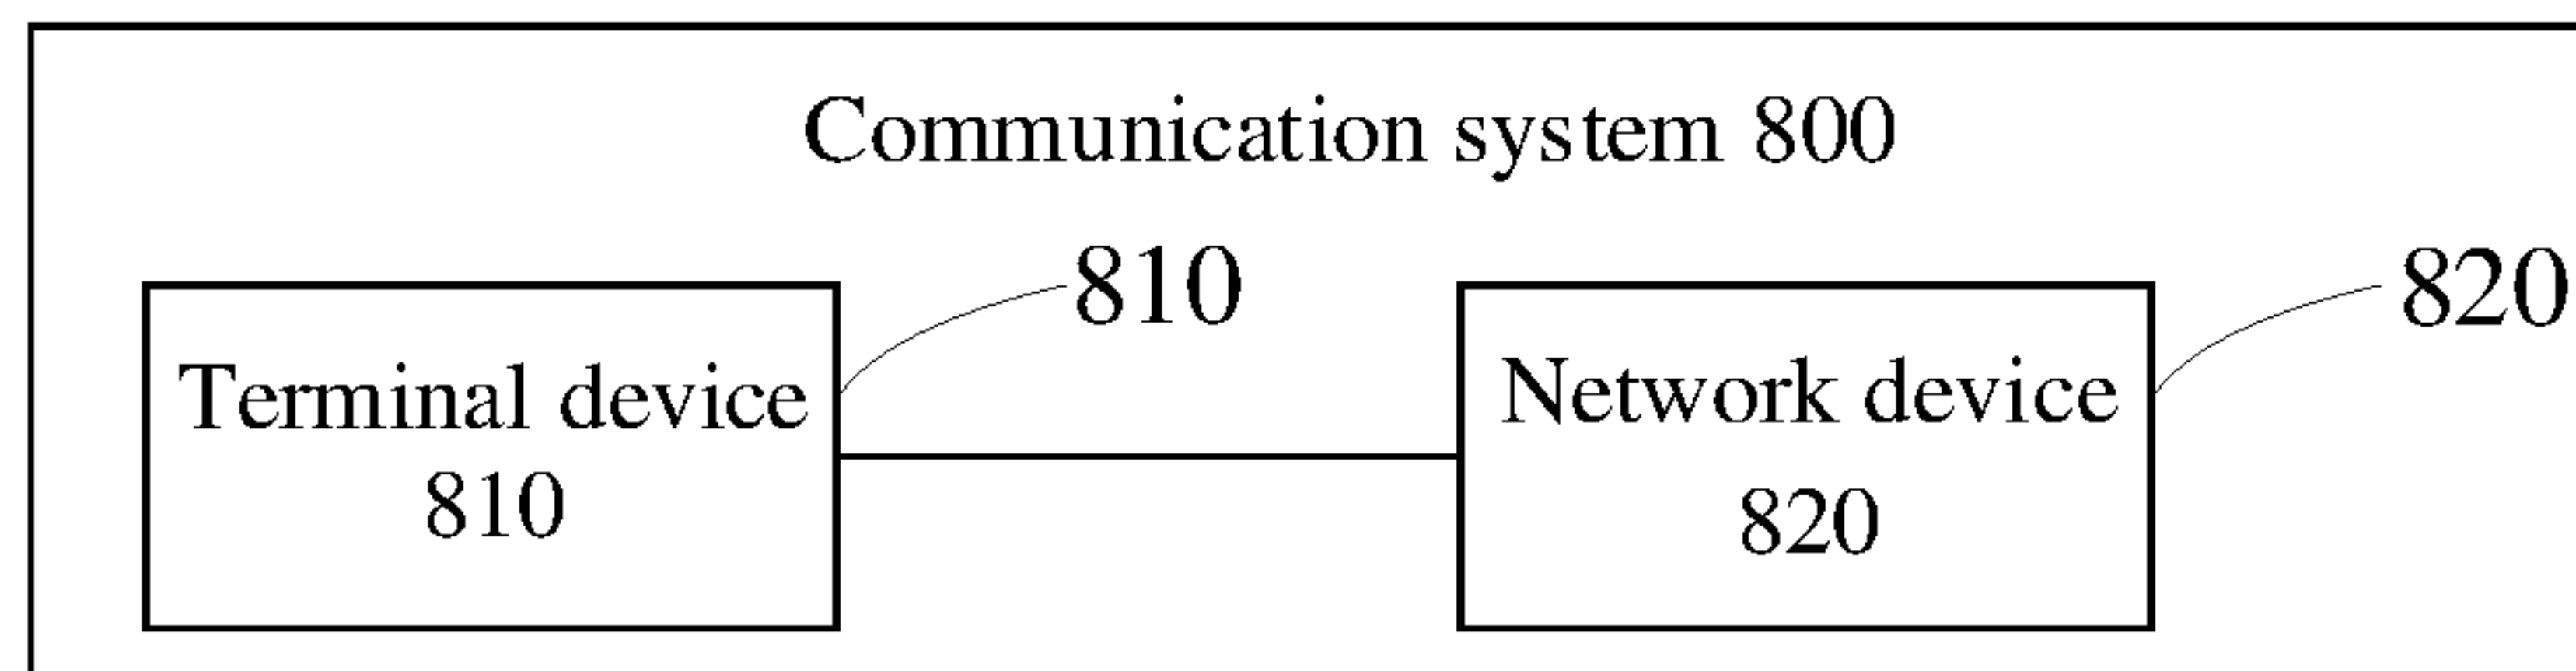 Communication system 800
810
820
Terminal device
810
Network device
820